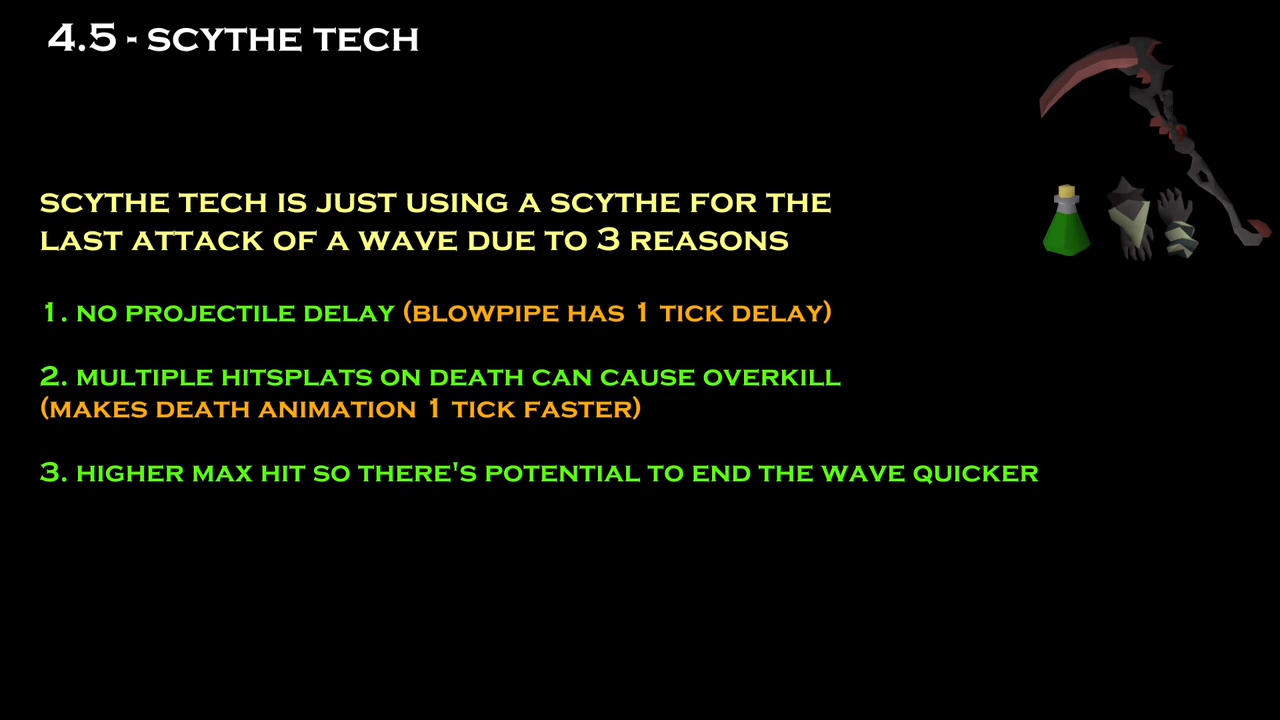 4.5 - SCYTHE TECH
SCYTHE TECH IS JUST USING A SCYTHE FOR THE
LAST ATTACK OF A WAVE DUE TO 3 REASONS
1. NO PROJECTILE DELAY (BLOWPIPE HAS 1 TICK DELAY)
2. MULTIPLE HITSPLATS ON DEATH CAN CAUSE OVERKILL
(MAKES DEATH ANIMATION 1 TICK FASTER)
3. HIGHER MAX HIT SO THERE'S POTENTIAL TO END THE WAVE QUICKER